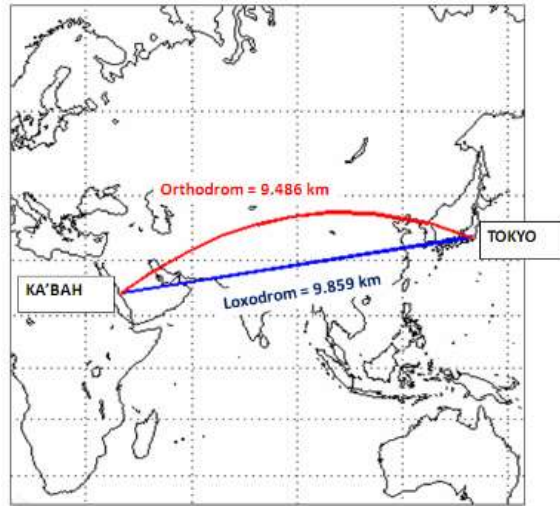 Orthodrom = 9.486 km
TOKYO
KA'BAH
Loxodrom = 9.859 km